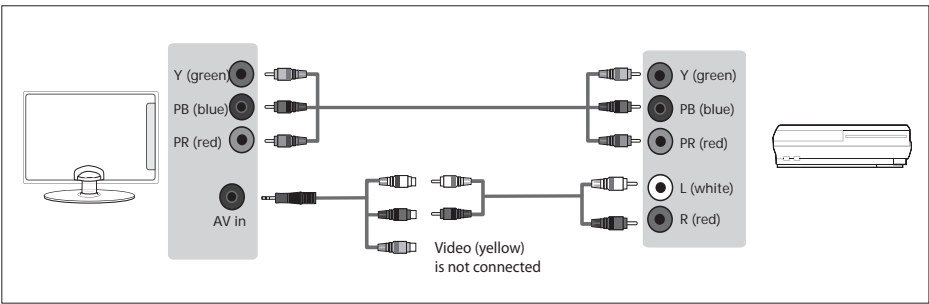 Y (green)
PB (blue)
PR (red)
AV in
Video (yellow)
is not connected
Y (green)
PB (blue)
PR (red)
L (white)
R (red)